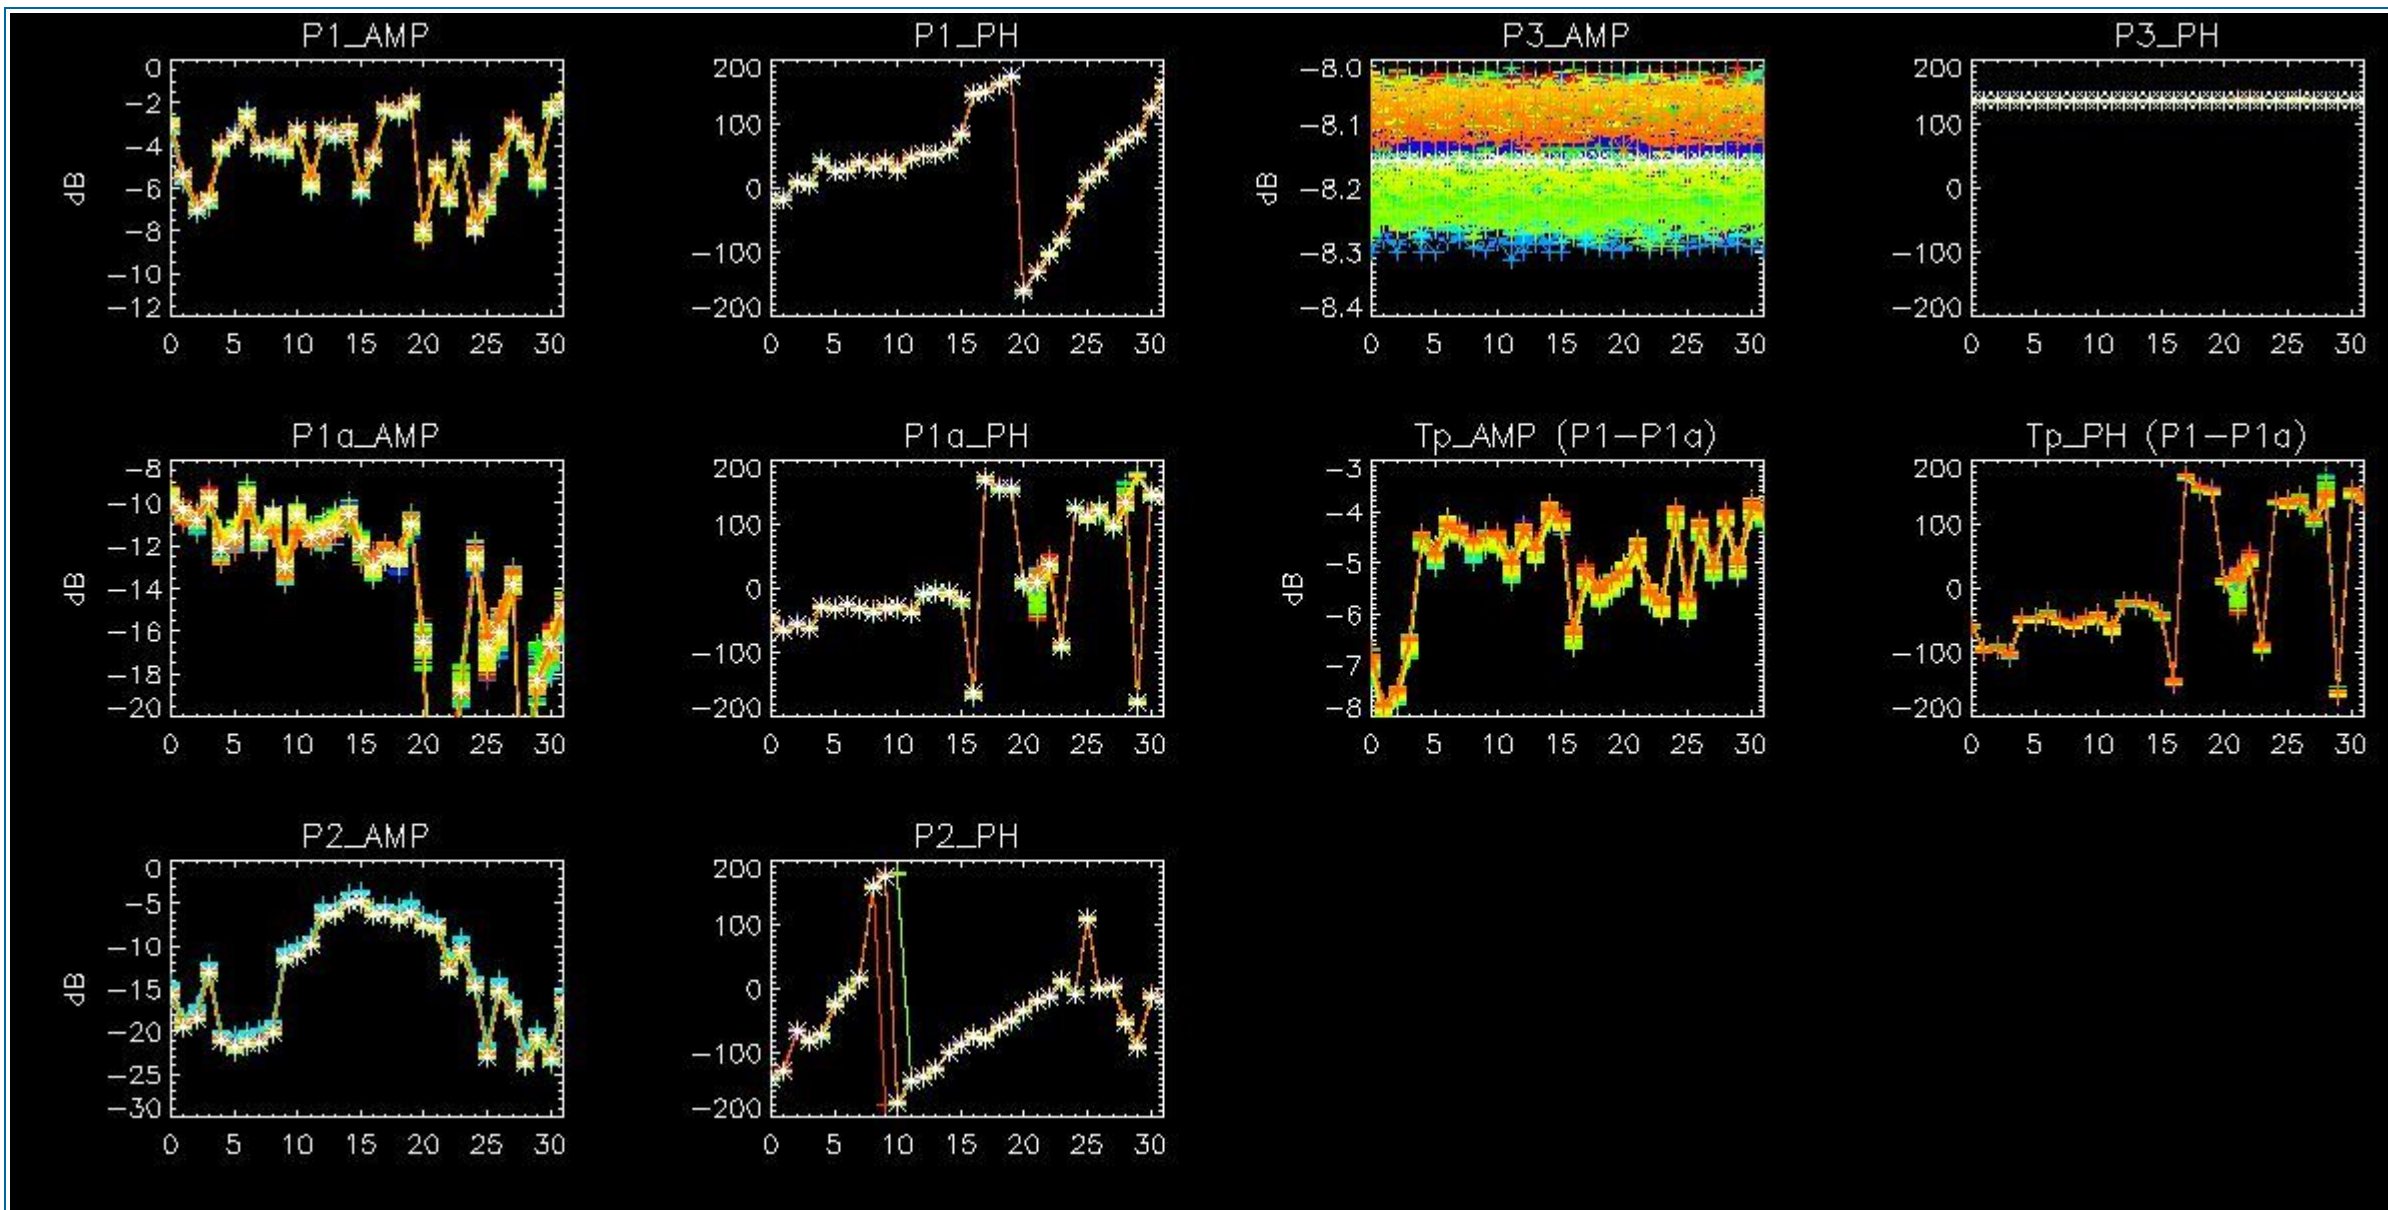 P1_AMP
0
−2
−4
−6
−8
−10
−12
dB
0 5 10 15 20 25 30
P1_PH
200
100
0
−100
−200
0 5 10 15 20 25 30
P3_AMP
−8.0
−8.1
−8.2
−8.3
−8.4
dB
0 5 10 15 20 25 30
P3_PH
200
100
0
−100
−200
0 5 10 15 20 25 30
P1a_AMP
−8
−10
−12
−14
−16
−18
−20
dB
0 5 10 15 20 25 30
P1a_PH
200
100
0
−100
−200
0 5 10 15 20 25 30
Tp_AMP (P1−P1a)
−3
−4
−5
−6
−7
−8
dB
0 5 10 15 20 25 30
Tp_PH (P1−P1a)
200
100
0
−100
−200
0 5 10 15 20 25 30
P2_AMP
0
−5
−10
−15
−20
−25
−30
dB
0 5 10 15 20 25 30
P2_PH
200
100
0
−100
−200
0 5 10 15 20 25 30